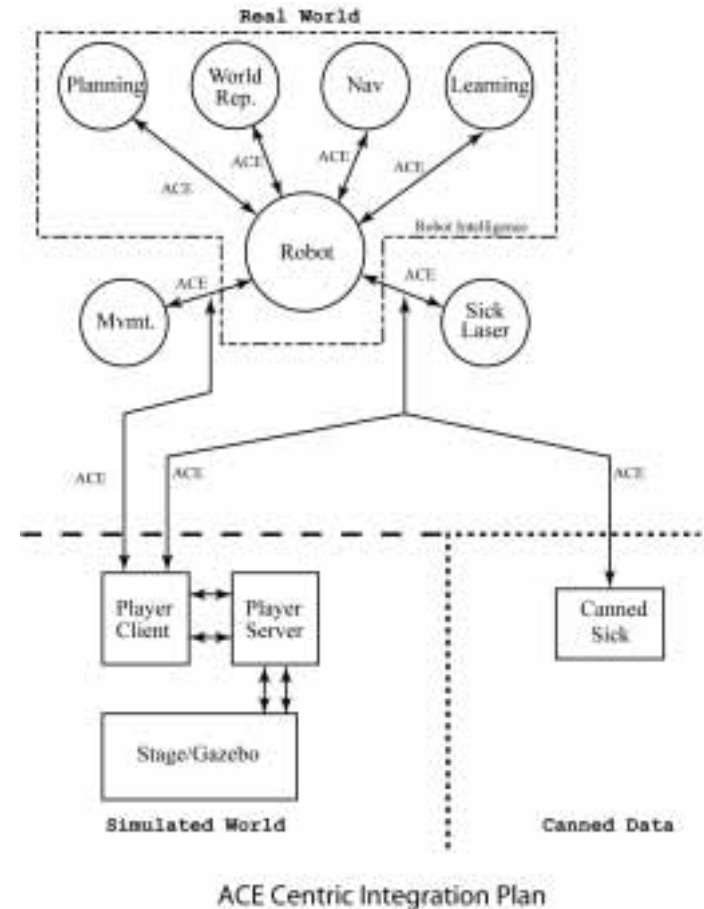 Real World
Planning
World
Rep.
Nav
Learning
ACE
ACE
ACE
ACE
Robot Intelligence
Robot
ACE
ACE
Mvmt.
Sick
Laser
ACE
ACE
ACE
Player
Client
Player
Server
Canned
Sick
Stage/Gazebo
Simulated World
Canned Data
ACE Centric Integration Plan